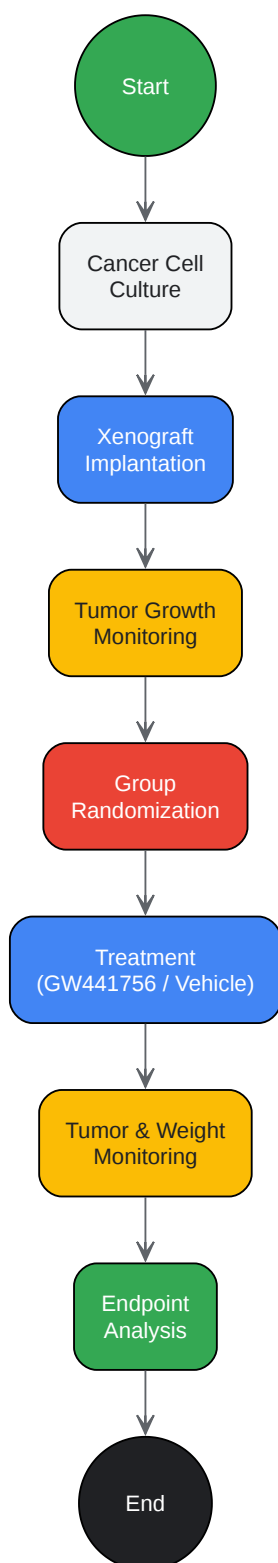 Start
Cancer Cell
Culture
Xenograft
Implantation
Tumor Growth
Monitoring
Group
Randomization
Treatment
(GW441756 / Vehicle)
Tumor & Weight
Monitoring
Endpoint
Analysis
End